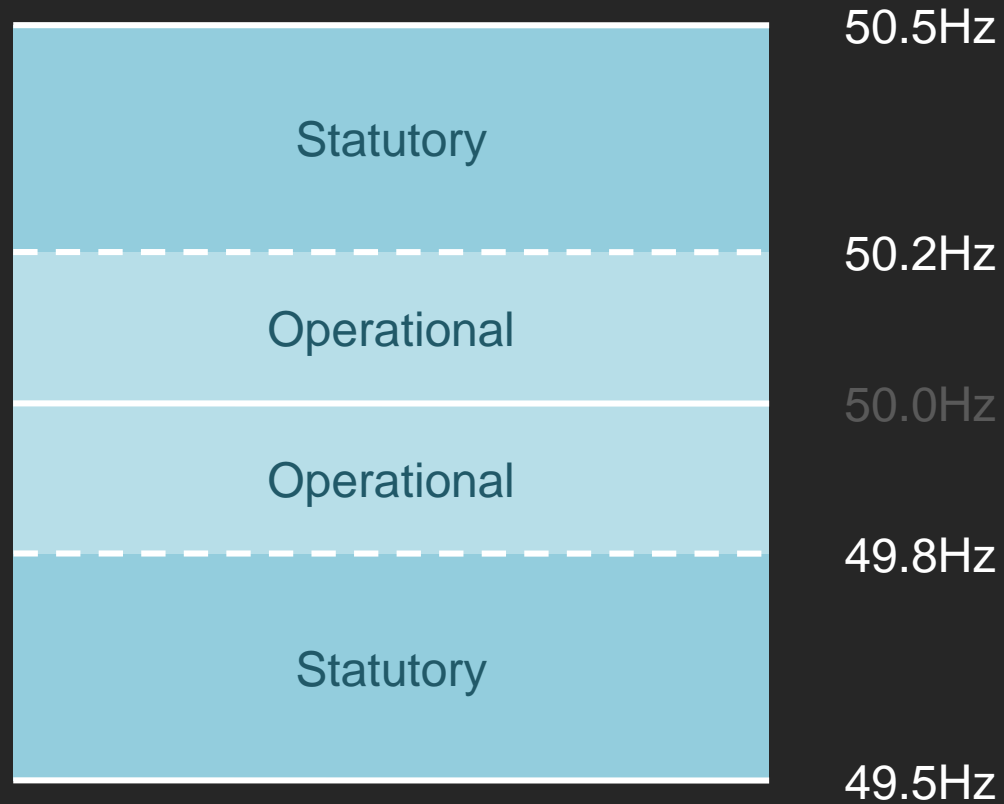 50.5Hz
Statutory
50.2Hz
Operational
50.0Hz
Operational
49.8Hz
Statutory
49.5Hz